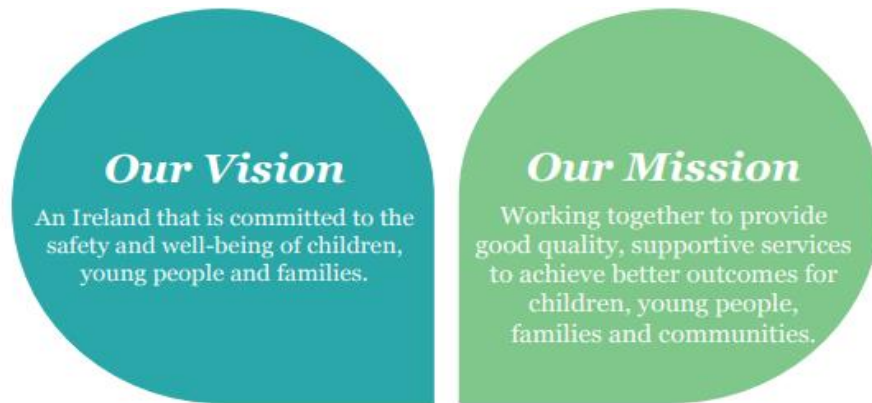 Our Vision
An Ireland that is committed to the
safety and well-being of children,
young people and families.
Our Mission
Working together to provide
good quality, supportive services
to achieve better outcomes for
children, young people,
families and communities.